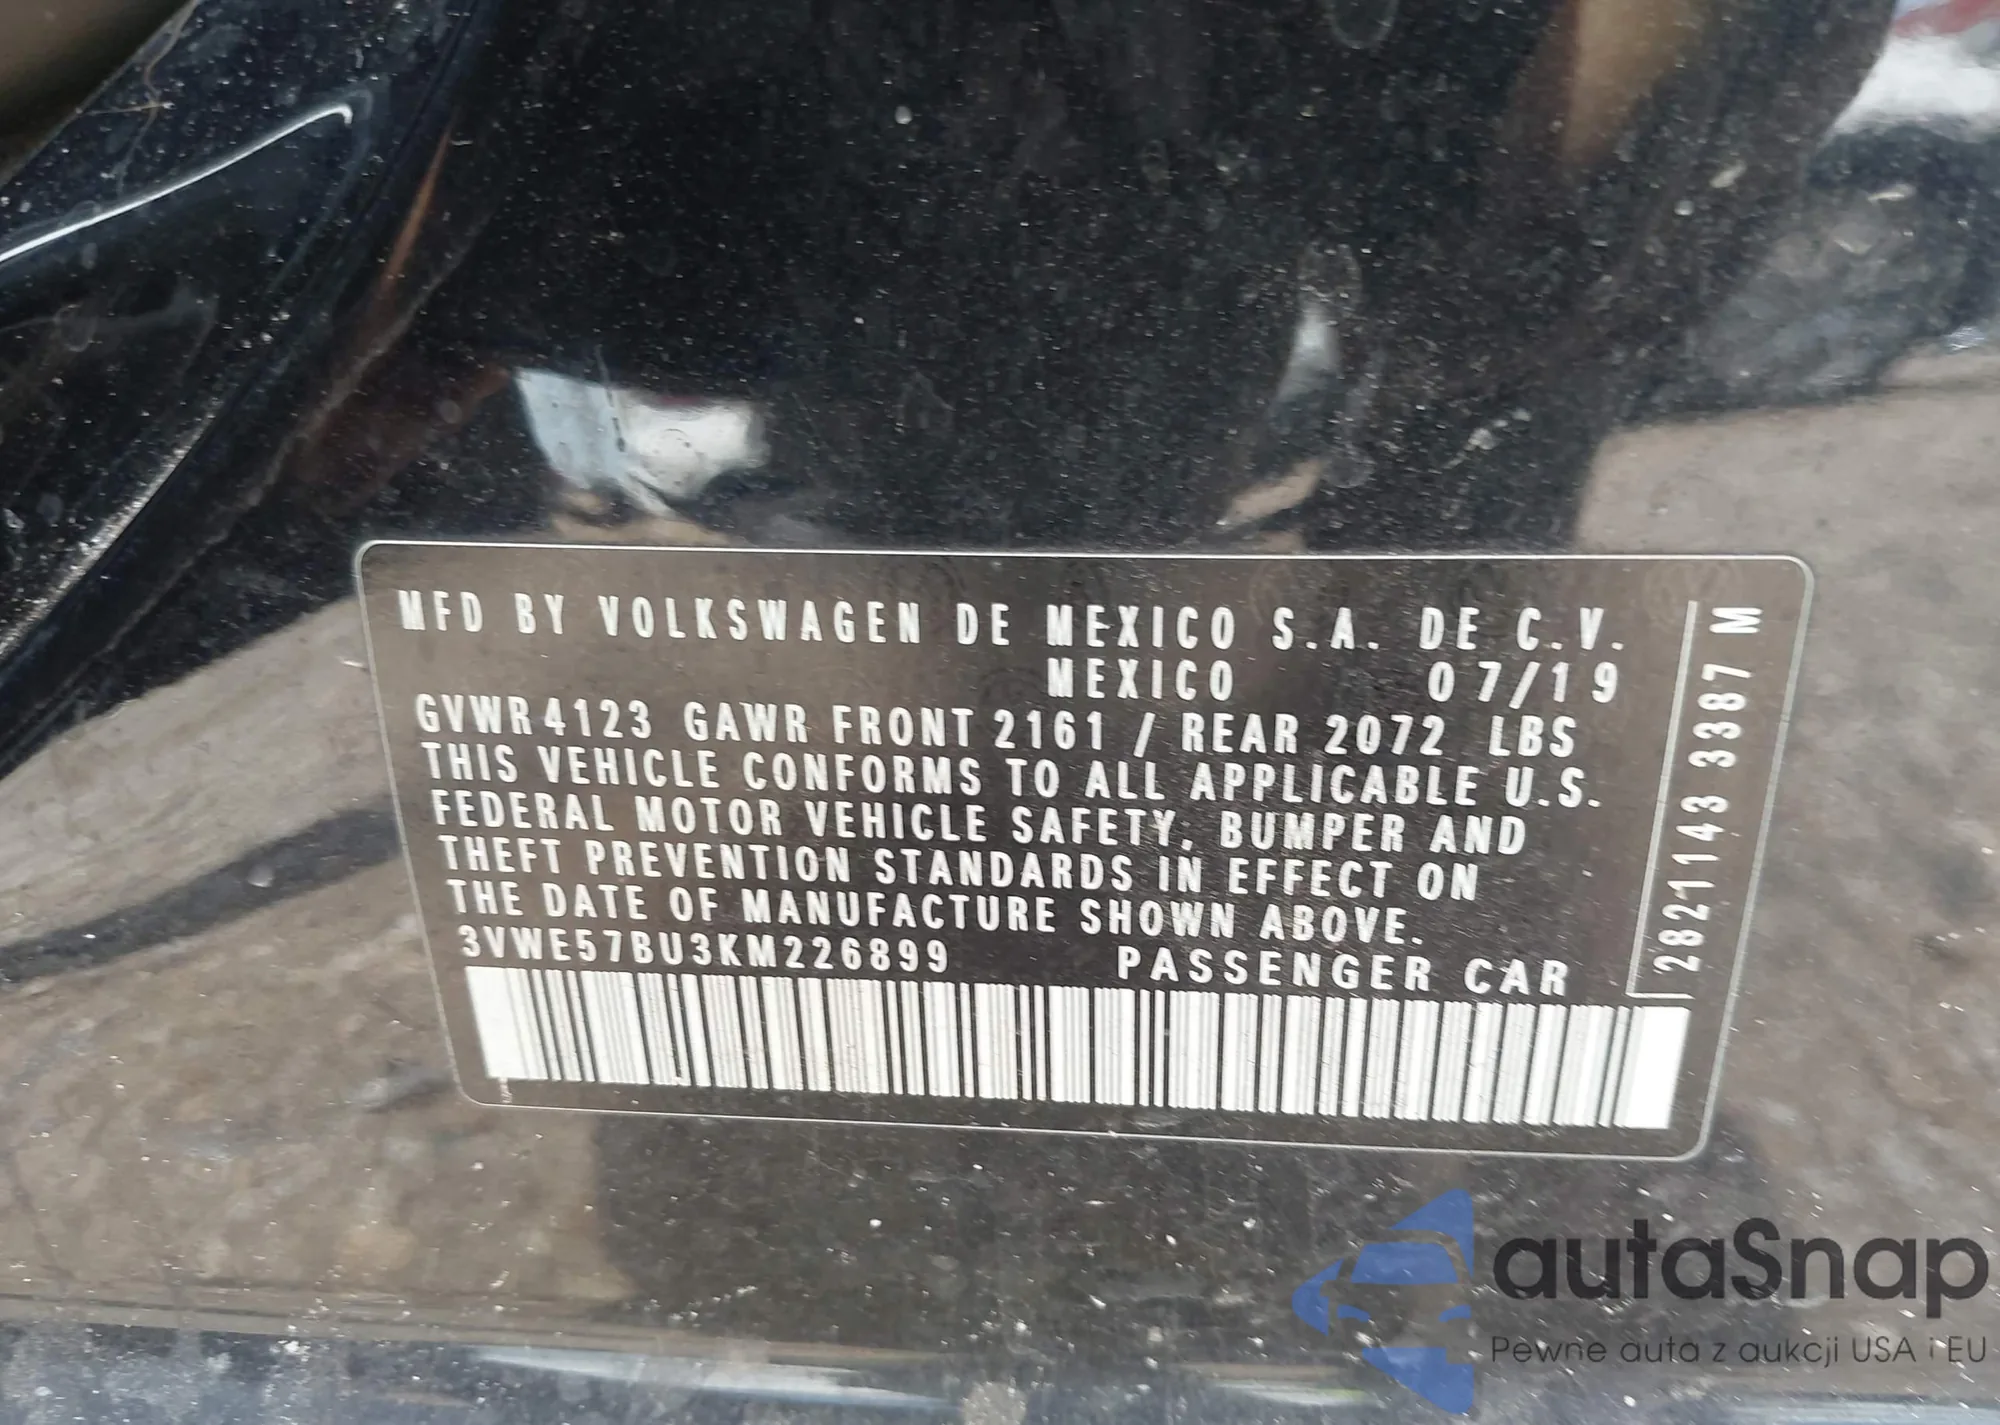 MFD BY VOLKSWAGEN DE MEXICO S.A. DE C.V.
MEXICO 07/19
GVWR 4123 GAWR FRONT 2161 / REAR 2072 LBS
THIS VEHICLE CONFORMS TO ALL APPLICABLE U.S.
FEDERAL MOTOR VEHICLE SAFETY, BUMPER AND
THEFT PREVENTION STANDARDS IN EFFECT ON
THE DATE OF MANUFACTURE SHOWN ABOVE.
3VWE57BU3KM226899 PASSENGER CAR
2821143 3387 M
autaSnap
Pewne auta z aukcji USA i EU